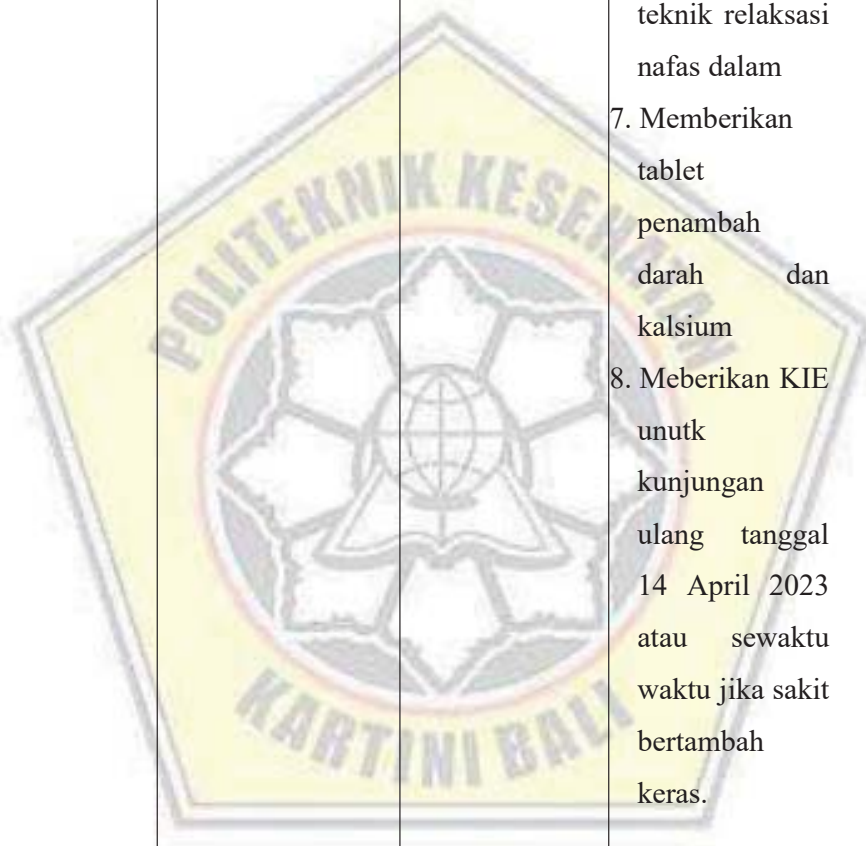 teknik relaksasi
nafas dalam
7. Memberikan
tablet
penambah
darah dan
kalsium
8. Meberikan KIE
unutk
kunjungan
ulang tanggal
14 April 2023
atau sewaktu
waktu jika sakit
bertambah
keras.
POLITEKNIK KESEHATAN
KARTINI BALI